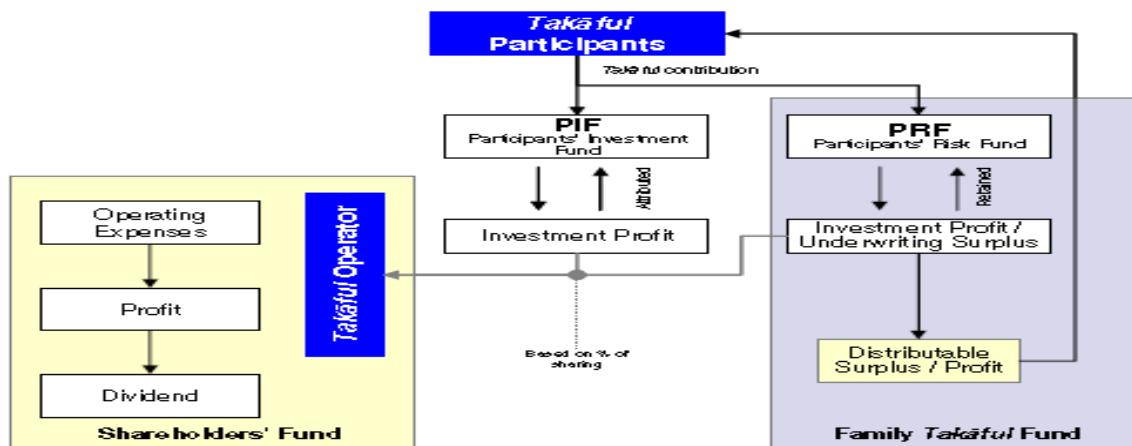 Takāful
Participants
Takāful contribution
PIF
Participants' Investment
Fund
PRF
Participants' Risk Fund
Attributed
Retained
Operating
Expenses
Takāful Operator
Investment Profit
Investment Profit /
Underwriting Surplus
Profit
Based on % of
sharing
Distributable
Surplus / Profit
Dividend
Shareholders' Fund
Family Takāful Fund